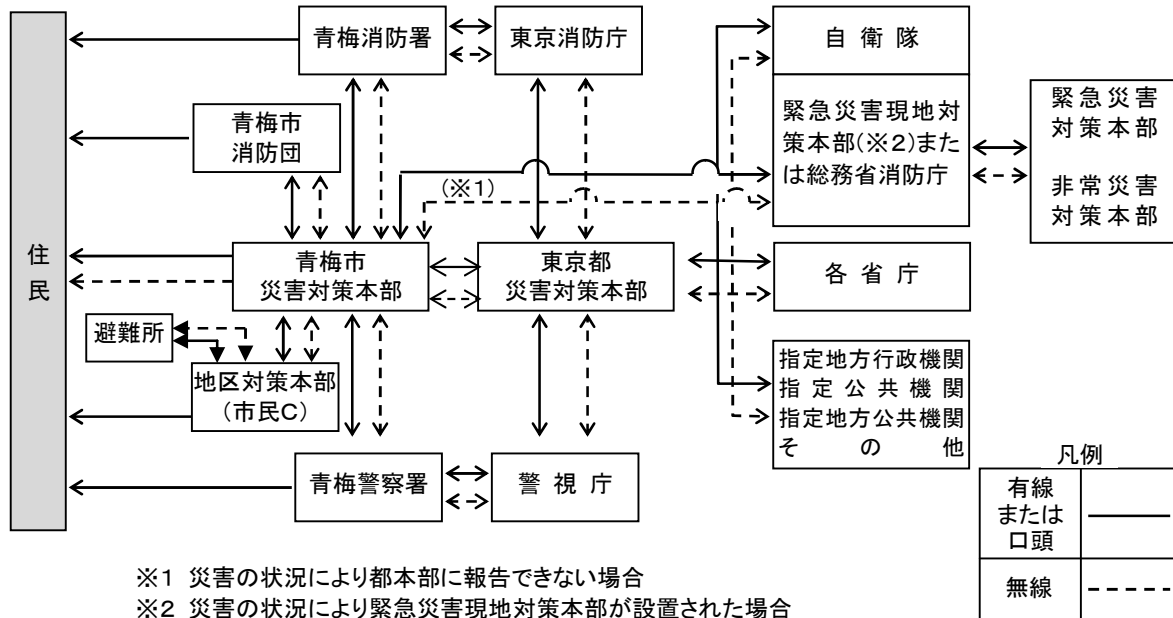 青梅消防署
東京消防庁
自衛隊
青梅市
消防団
緊急災害現地対
策本部(※2)また
は総務省消防庁
緊急災害
対策本部
非常災害
対策本部
(※1)
住
民
青梅市
災害対策本部
東京都
災害対策本部
各省庁
避難所
地区対策本部
(市民C)
指定地方行政機関
指定公共機関
指定地方公共機関
その他
青梅警察署
警視庁
凡例
有線
または
口頭
無線
※1 災害の状況により都本部に報告できない場合
※2 災害の状況により緊急災害現地対策本部が設置された場合